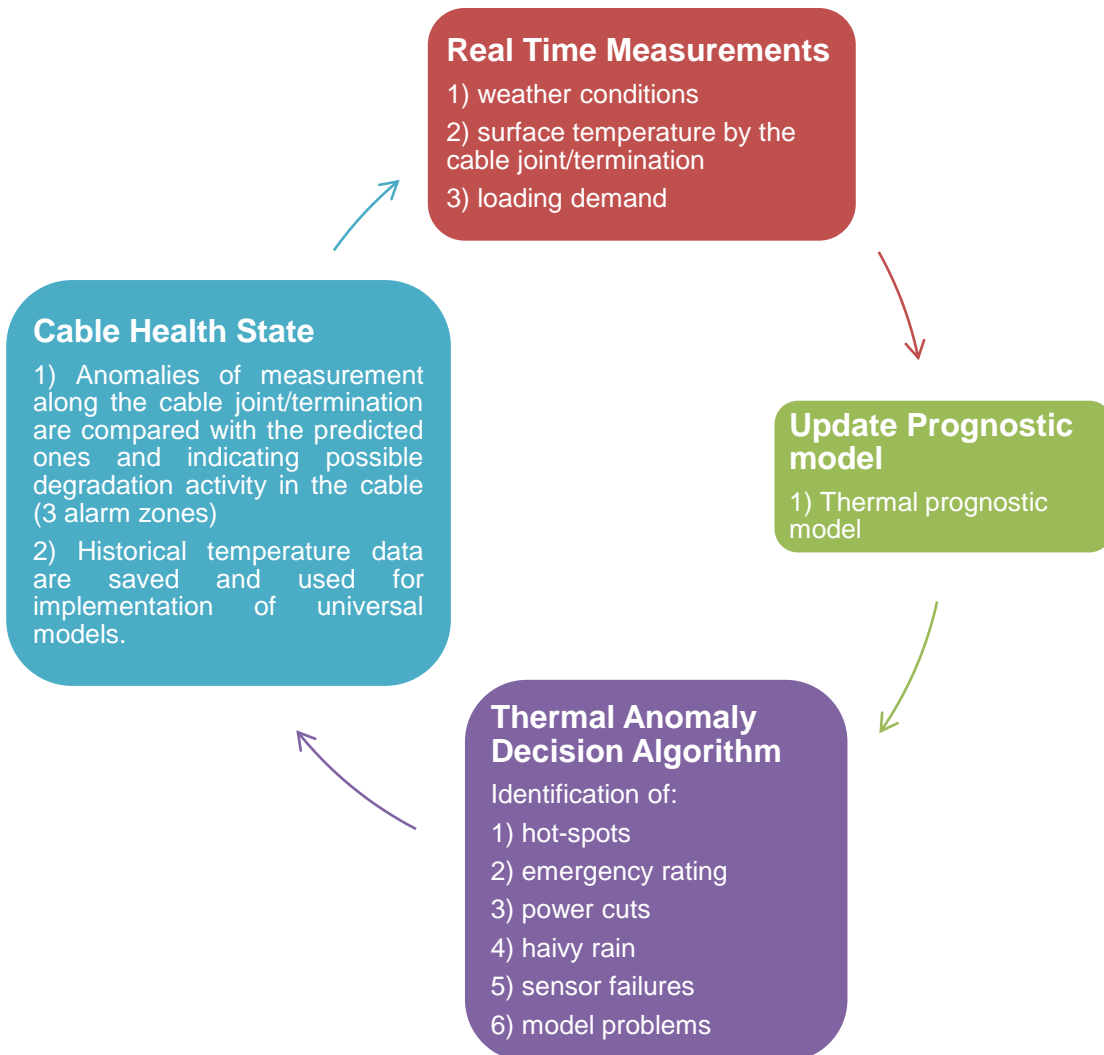 Real Time Measurements
1) weather conditions
2) surface temperature by the
cable joint/termination
3) loading demand
Cable Health State
1) Anomalies of measurement
along the cable joint/termination
are compared with the predicted
ones and indicating possible
degradation activity in the cable
(3 alarm zones)
2) Historical temperature data
are saved and used for
implementation of universal
models.
Update Prognostic
model
1) Thermal prognostic
model
Thermal Anomaly
Decision Algorithm
Identification of:
1) hot-spots
2) emergency rating
3) power cuts
4) haivy rain
5) sensor failures
6) model problems